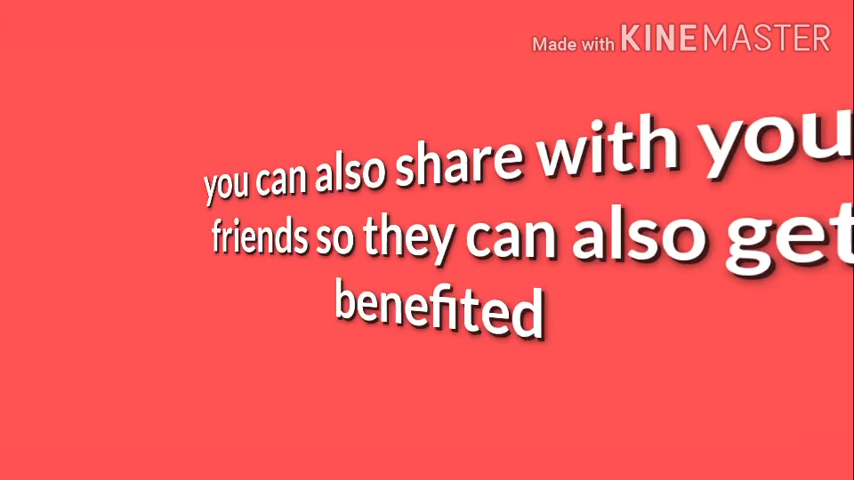 Made with KINEMASTER
you can also share with you
friends so they can also get
benefited